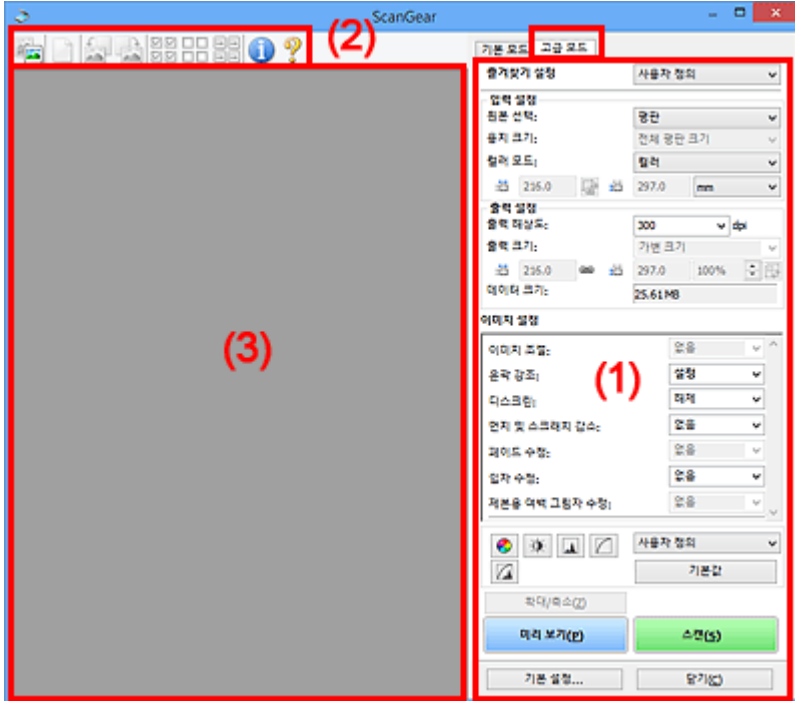 ScanGear
(2)
기본 모드 고급 모드
즐겨찾기 설정 사용자 정의
입력 설정
원본 선택: 평판
용지 크기: 전체 평판 크기
컬러 모드: 컬러
216.0 297.0 mm
출력 설정
출력 해상도: 300 dpi
출력 크기: 가변 크기
216.0 297.0 100%
데이터 크기: 25.61MB
이미지 설정
이미지 조절: 없음
윤곽 강조: 설정
디스크린: 해제
먼지 및 스크래치 감소: 없음
페이드 수정: 없음
입자 수정: 없음
제본용 여백 그림자 수정: 없음
(3)
(1)
사용자 정의
기본값
확대/축소(Z)
미리 보기(P) 스캔(S)
기본 설정... 닫기(C)